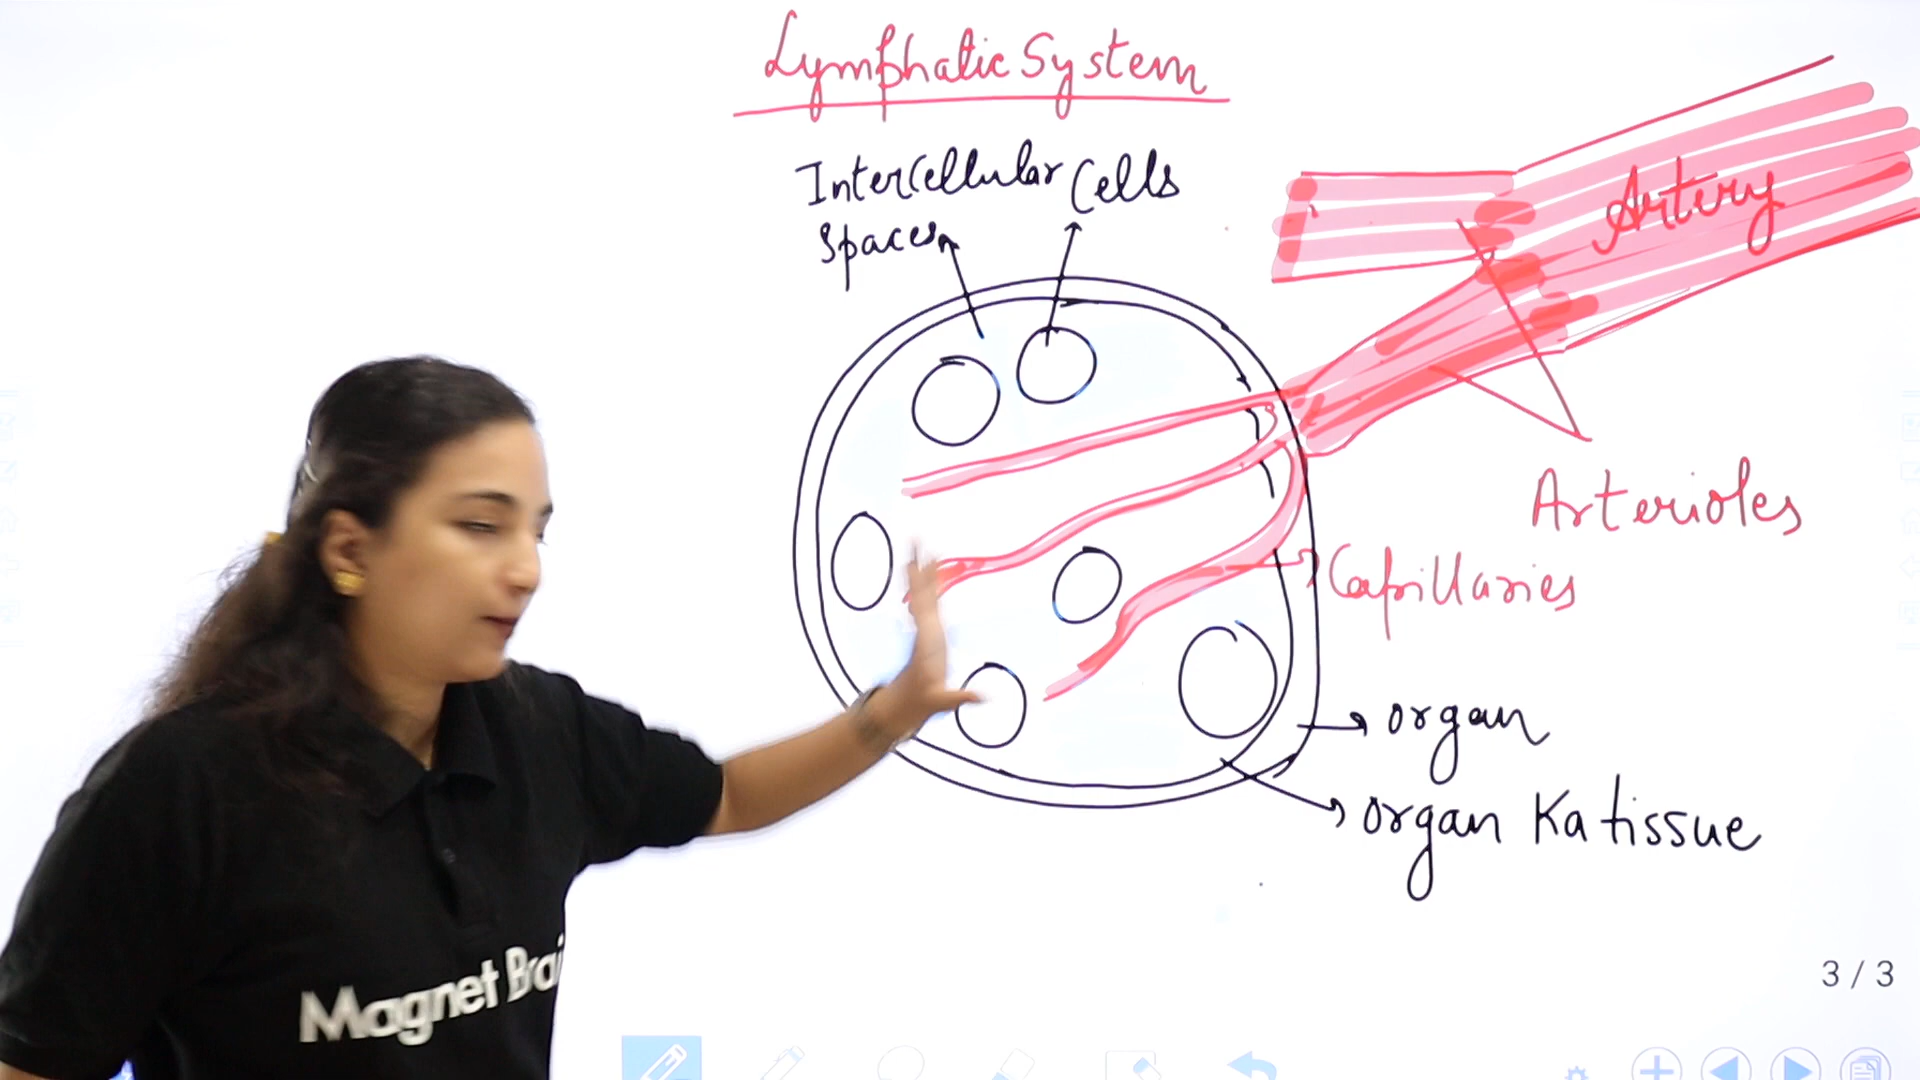 Lymphatic System
Intercellular Cells
Spaces
Artery
Arterioles
Capillaries
organ
organ Ka tissue
3 / 3
Magnet Brai